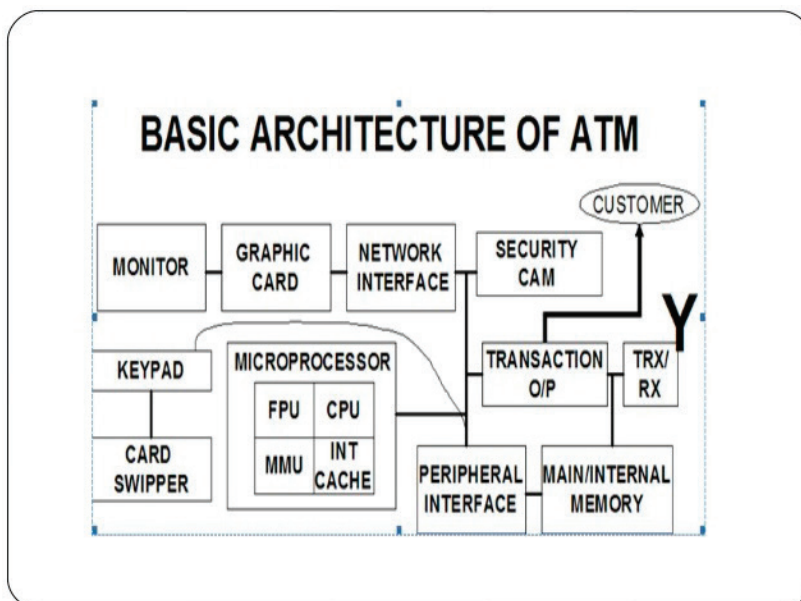 BASIC ARCHITECTURE OF ATM
CUSTOMER
MONITOR
GRAPHIC
CARD
NETWORK
INTERFACE
SECURITY
CAM
Y
KEYPAD
MICROPROCESSOR
FPU
CPU
MMU
INT
CACHE
TRANSACTION
O/P
TRX/
RX
CARD
SWIPPER
PERIPHERAL
INTERFACE
MAIN/INTERNAL
MEMORY